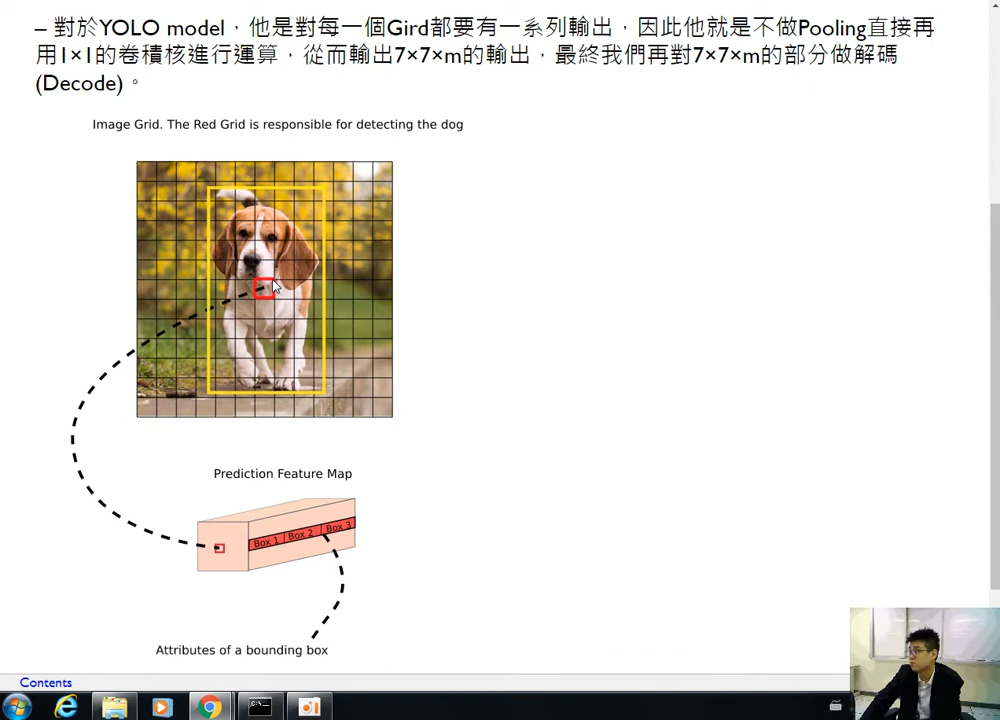 – 對於YOLO model，他是對每一個Gird都要有一系列輸出，因此他就是不做Pooling直接再
用1×1的卷積核進行運算，從而輸出7×7×m的輸出，最終我們再對7×7×m的部分做解碼
(Decode)。
Image Grid. The Red Grid is responsible for detecting the dog
Prediction Feature Map
Box 1 Box 2 Box 3
Attributes of a bounding box
Contents